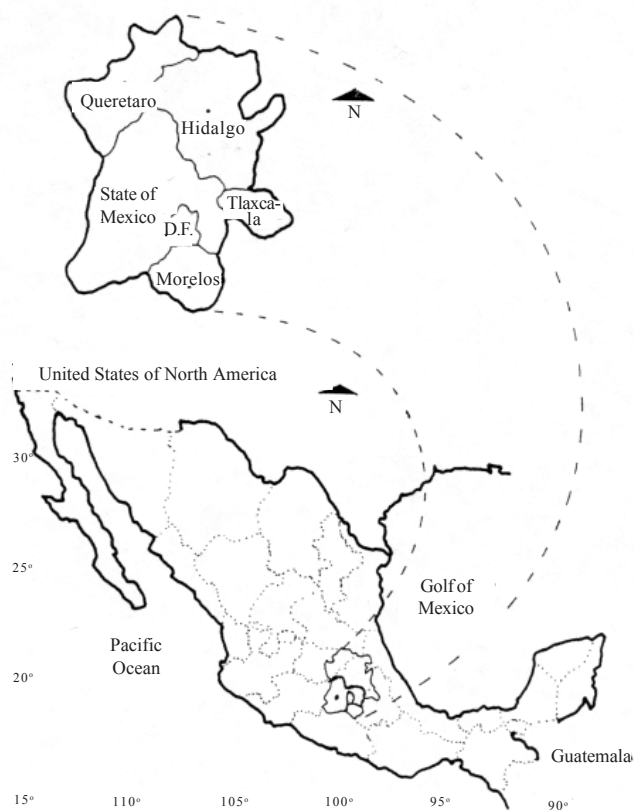 Queretaro
N
Hidalgo
State of
Mexico
Tlaxca-
la
D.F.
Morelos
United States of North America
N
30°
25°
Golf of
Mexico
Pacific
Ocean
20°
Guatemala
15°
110°
105°
100°
95°
90°